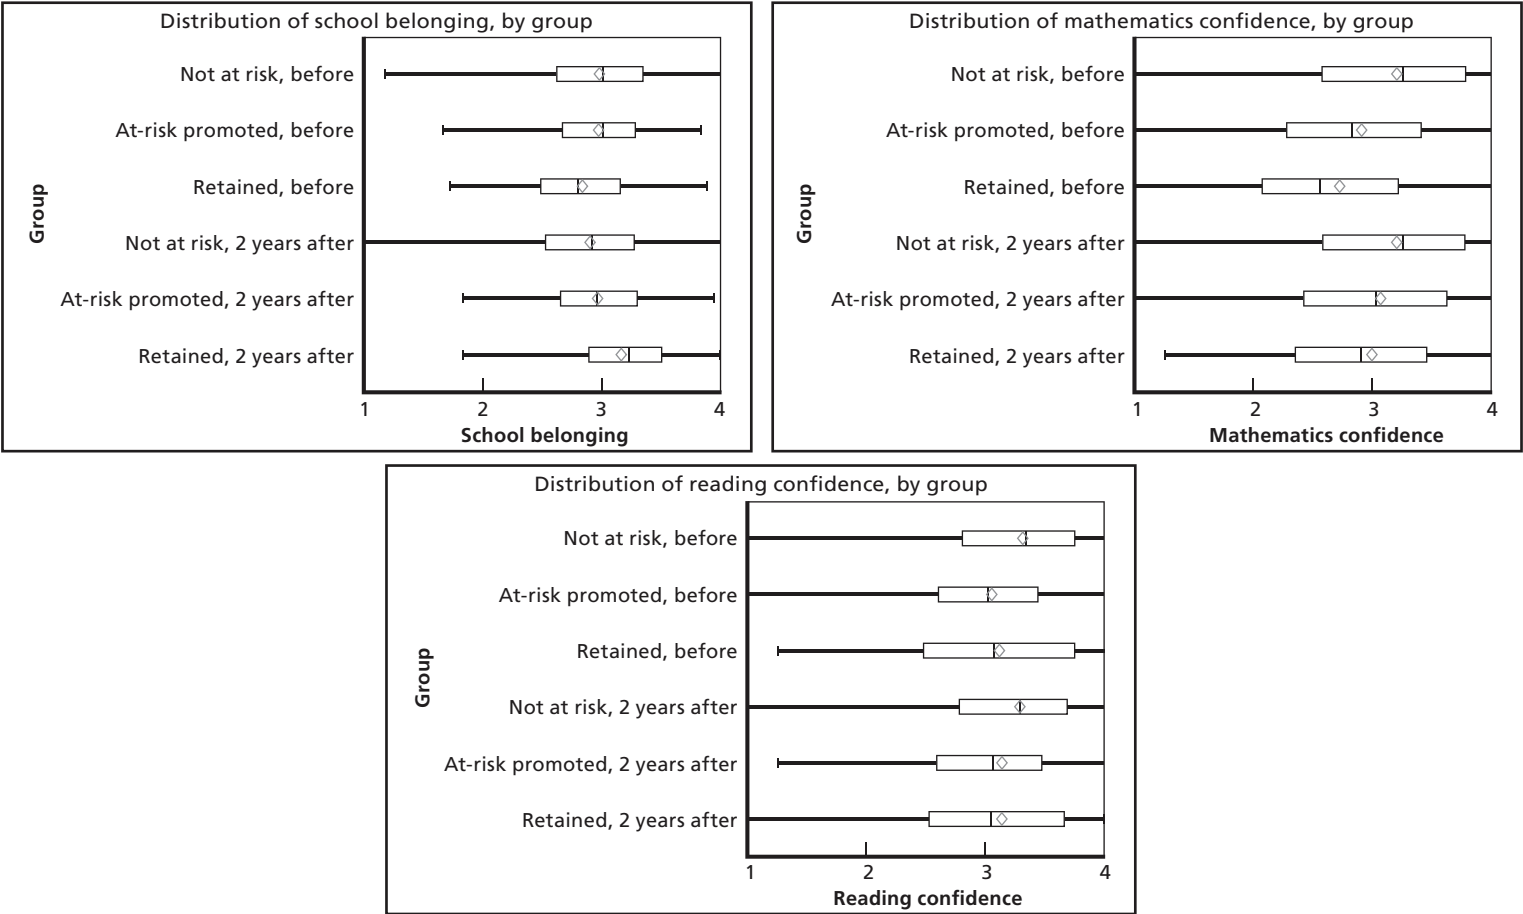 Distribution of school belonging, by group
Group
Not at risk, before
At-risk promoted, before
Retained, before
Not at risk, 2 years after
At-risk promoted, 2 years after
Retained, 2 years after
1 2 3 4
School belonging
Distribution of mathematics confidence, by group
Group
Not at risk, before
At-risk promoted, before
Retained, before
Not at risk, 2 years after
At-risk promoted, 2 years after
Retained, 2 years after
1 2 3 4
Mathematics confidence
Distribution of reading confidence, by group
Group
Not at risk, before
At-risk promoted, before
Retained, before
Not at risk, 2 years after
At-risk promoted, 2 years after
Retained, 2 years after
1 2 3 4
Reading confidence